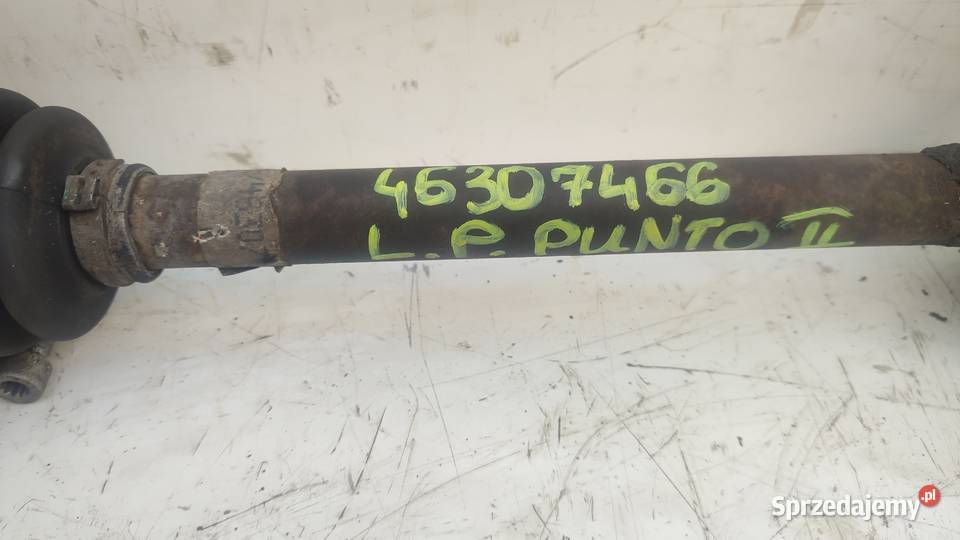 46307466
L.P. PUNTO II
Sprzedajemy.pl